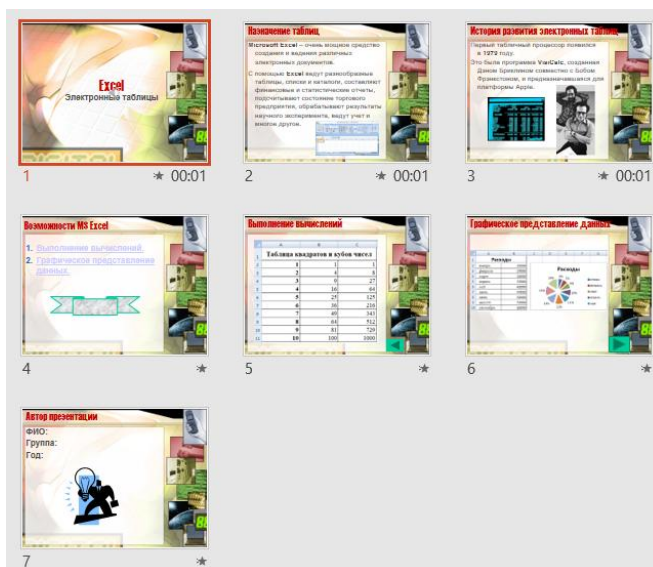 Excel
Электронные таблицы
1
00:01
Назначение таблиц
Microsoft Excel – очень мощное средство
создания и ведения различных
электронных документов.
С помощью Excel ведут разнообразные
таблицы, списки и каталоги, составляют
финансовые и статистические отчеты,
подсчитывают состояние торгового
предприятия, обрабатывают результаты
научного эксперимента, ведут учет и
многое другое.
2
00:01
История развития электронных таблиц
Первый табличный процессор появился
в 1979 году.
Это была программа VisiCalc, созданная
Дэном Бриклином совместно с Бобом
Фрэнкстоном, и предназначавшаяся для
платформы Apple.
3
00:01
Возможности MS Excel
1. Выполнение вычислений.
2. Графическое представление
данных.
4
Выполнение вычислений
Таблица квадратов и кубов чисел
1 1 1
2 4 8
3 9 27
4 16 64
5 25 125
6 36 216
7 49 343
8 64 512
9 81 729
10 100 1000
5
Графическое представление данных
Расходы
Расходы
6
Автор презентации
ФИО:
Группа:
Год:
7